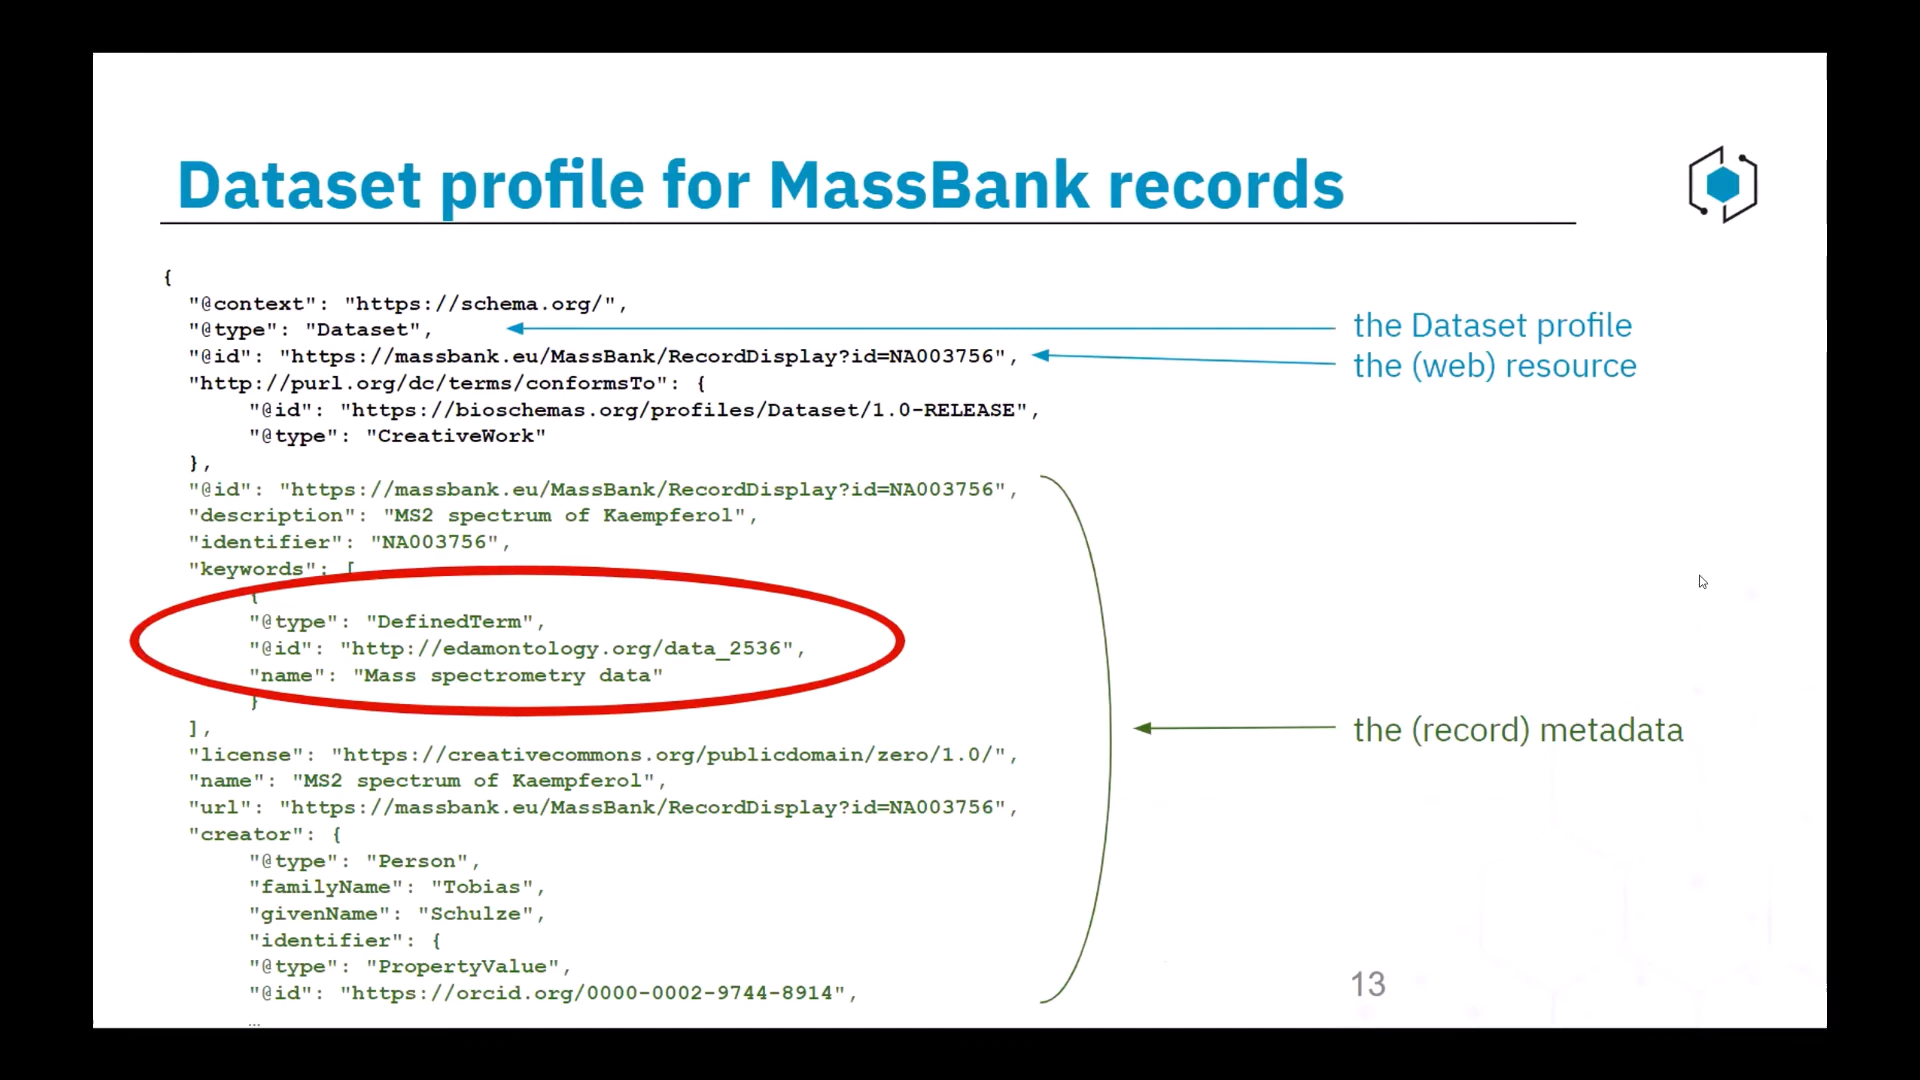 Dataset profile for MassBank records
{
"@context": "https://schema.org/",
"@type": "Dataset",
the Dataset profile
"@id": "https://massbank.eu/MassBank/RecordDisplay?id=NA003756",
the (web) resource
"http://purl.org/dc/terms/conformsTo": {
"@id": "https://bioschemas.org/profiles/Dataset/1.0-RELEASE",
"@type": "CreativeWork"
},
"@id": "https://massbank.eu/MassBank/RecordDisplay?id=NA003756",
"description": "MS2 spectrum of Kaempferol",
"identifier": "NA003756",
"keywords": [
{
"@type": "DefinedTerm",
"@id": "http://edamontology.org/data_2536",
"name": "Mass spectrometry data"
}
],
the (record) metadata
"license": "https://creativecommons.org/publicdomain/zero/1.0/",
"name": "MS2 spectrum of Kaempferol",
"url": "https://massbank.eu/MassBank/RecordDisplay?id=NA003756",
"creator": {
"@type": "Person",
"familyName": "Tobias",
"givenName": "Schulze",
"identifier": {
"@type": "PropertyValue",
"@id": "https://orcid.org/0000-0002-9744-8914",
...
13